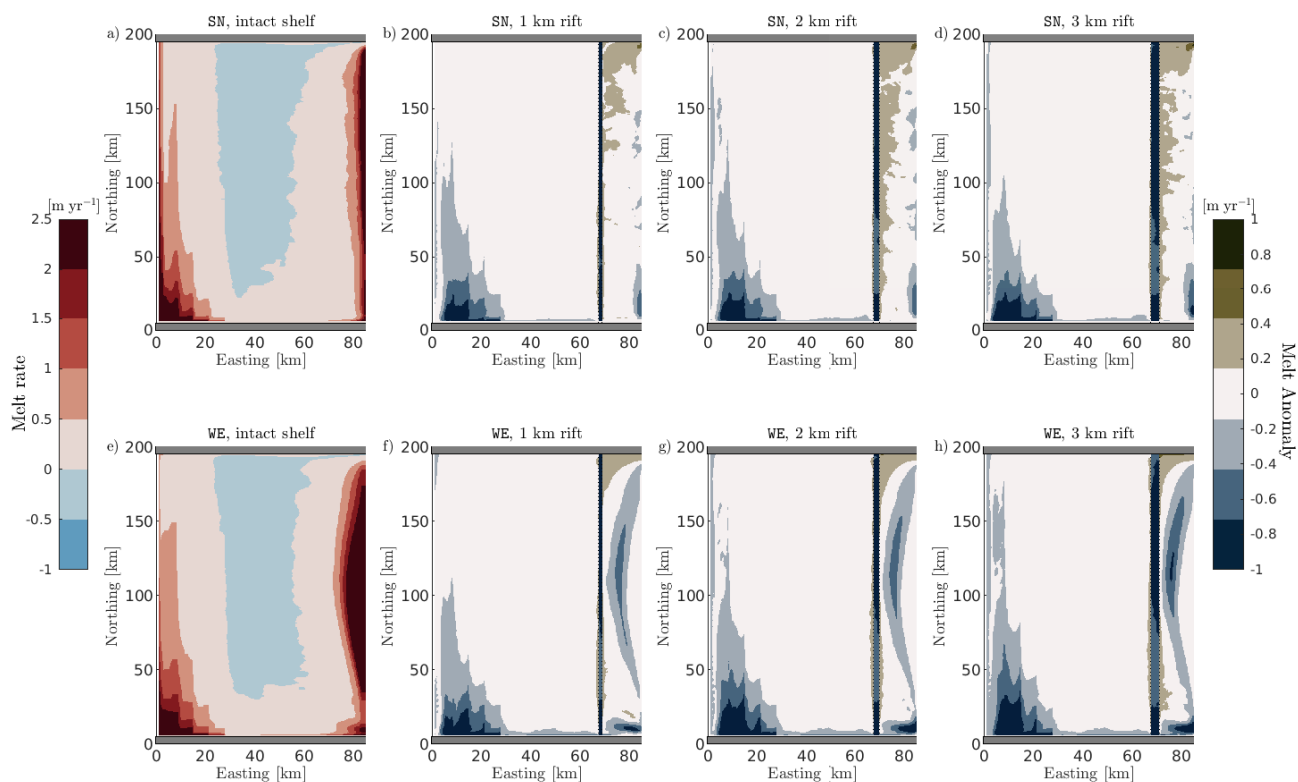 SN, intact shelf
SN, 1 km rift
SN, 2 km rift
SN, 3 km rift
a) 200
b) 200
c) 200
d) 200
150
150
150
150
100
100
100
100
50
50
50
50
0
0
0
0
Northing [km]
Northing [km]
Northing [km]
Northing [km]
0 20 40 60 80
0 20 40 60 80
0 20 40 60 80
0 20 40 60 80
Easting [km]
Easting [km]
Easting [km]
Easting [km]
[m yr⁻¹]
2.5
2
1.5
1
0.5
0
-0.5
-1
Melt rate
[m yr⁻¹]
1
0.8
0.6
0.4
0.2
0
-0.2
-0.4
-0.6
-0.8
-1
Melt Anomaly
WE, intact shelf
WE, 1 km rift
WE, 2 km rift
WE, 3 km rift
e) 200
f) 200
g) 200
h) 200
150
150
150
150
100
100
100
100
50
50
50
50
0
0
0
0
Northing [km]
Northing [km]
Northing [km]
Northing [km]
0 20 40 60 80
0 20 40 60 80
0 20 40 60 80
0 20 40 60 80
Easting [km]
Easting [km]
Easting [km]
Easting [km]